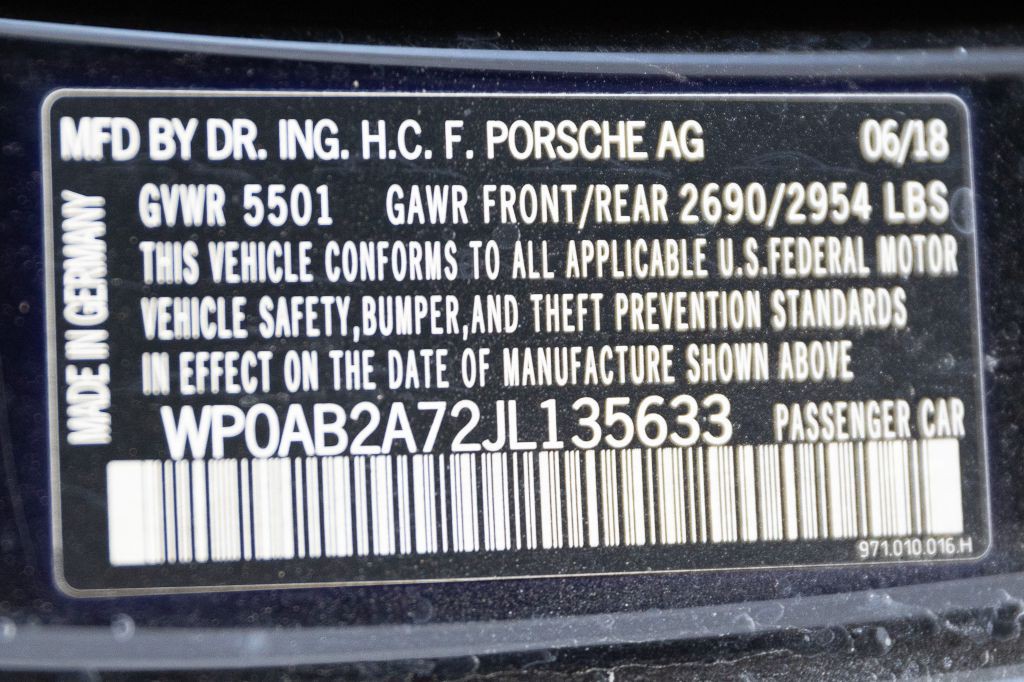 MFD BY DR. ING. H.C. F. PORSCHE AG 06/18
GVWR 5501 GAWR FRONT/REAR 2690/2954 LBS
THIS VEHICLE CONFORMS TO ALL APPLICABLE U.S.FEDERAL MOTOR
VEHICLE SAFETY,BUMPER,AND THEFT PREVENTION STANDARDS
IN EFFECT ON THE DATE OF MANUFACTURE SHOWN ABOVE
WP0AB2A72JL135633 PASSENGER CAR
971.010.016.H
MADE IN GERMANY